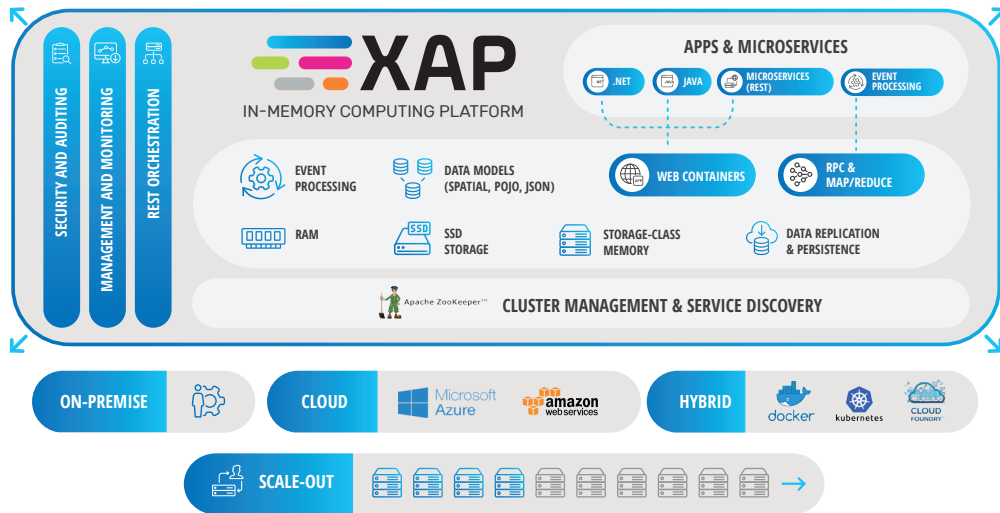 SECURITY AND AUDITING
MANAGEMENT AND MONITORING
REST ORCHESTRATION
XAP
IN-MEMORY COMPUTING PLATFORM
APPS & MICROSERVICES
.NET
JAVA
MICROSERVICES
(REST)
EVENT
PROCESSING
EVENT
PROCESSING
DATA MODELS
(SPATIAL, POJO, JSON)
WEB CONTAINERS
RPC &
MAP/REDUCE
RAM
SSD
SSD
STORAGE
STORAGE-CLASS
MEMORY
DATA REPLICATION
& PERSISTENCE
Apache ZooKeeper™
CLUSTER MANAGEMENT & SERVICE DISCOVERY
ON-PREMISE
CLOUD
Microsoft
Azure
amazon
webservices
HYBRID
docker
kubernetes
CLOUD
FOUNDRY
SCALE-OUT